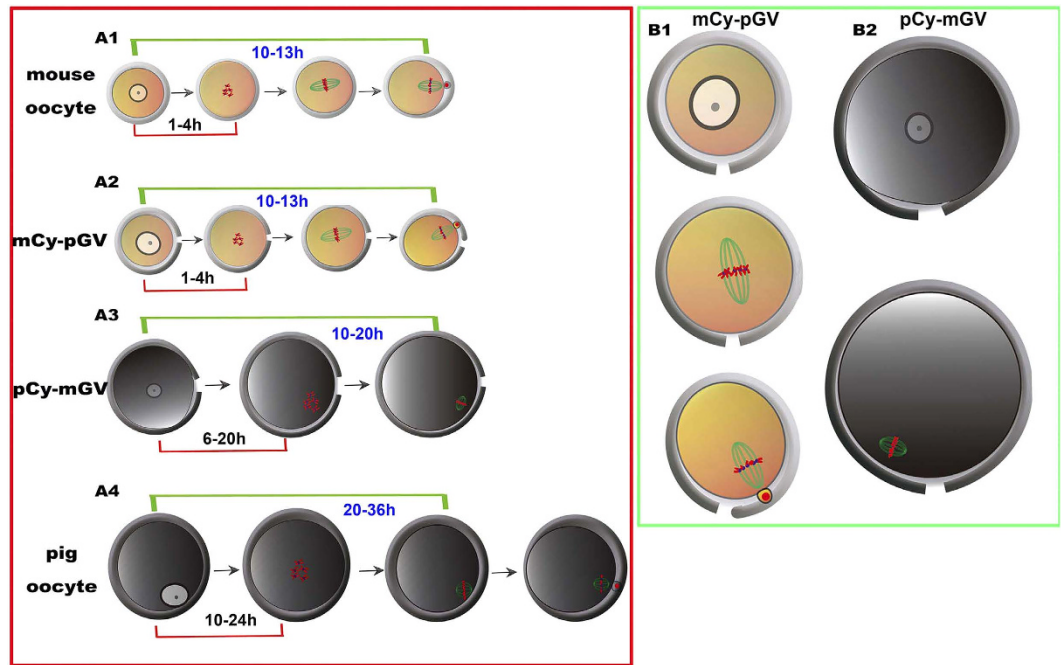 A1
10-13h
mouse
oocyte
1-4h
A2
10-13h
mCy-pGV
1-4h
A3
10-20h
pCy-mGV
6-20h
A4
20-36h
pig
oocyte
10-24h
mCy-pGV
B1
pCy-mGV
B2